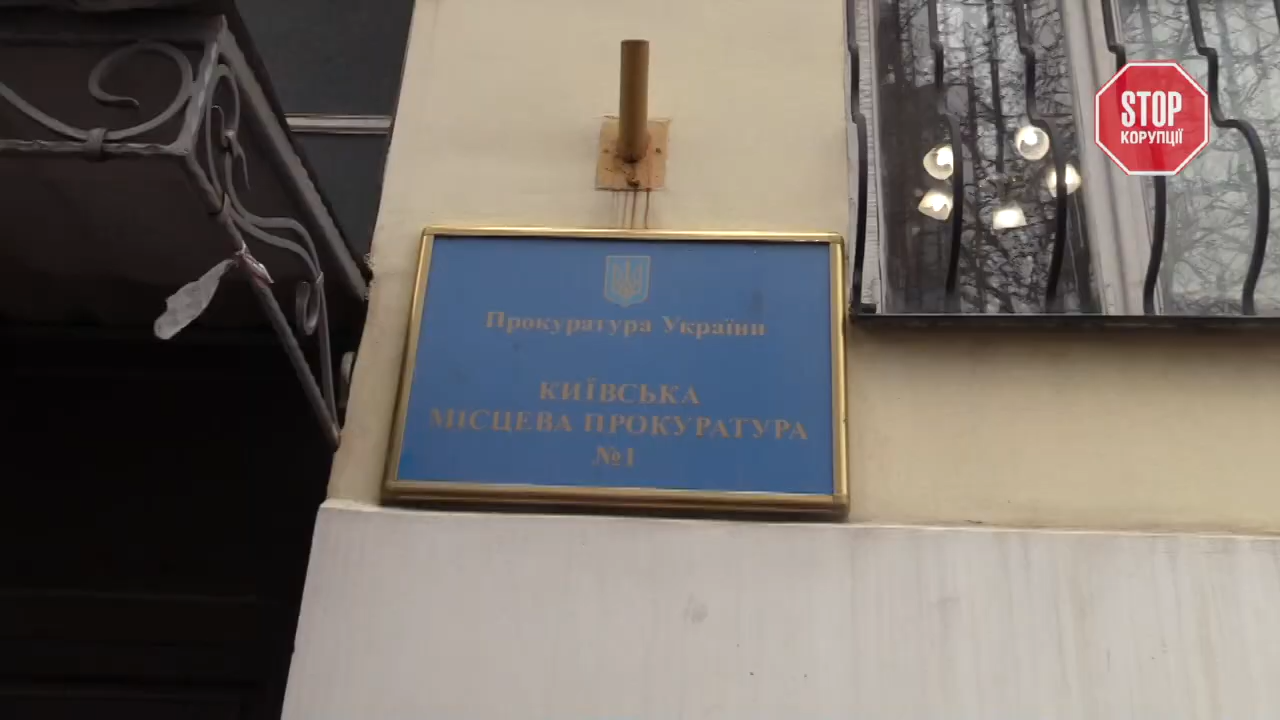 STOP
КОРУПЦІЇ
Прокуратура України
КИЇВСЬКА
МІСЦЕВА ПРОКУРАТУРА
№1